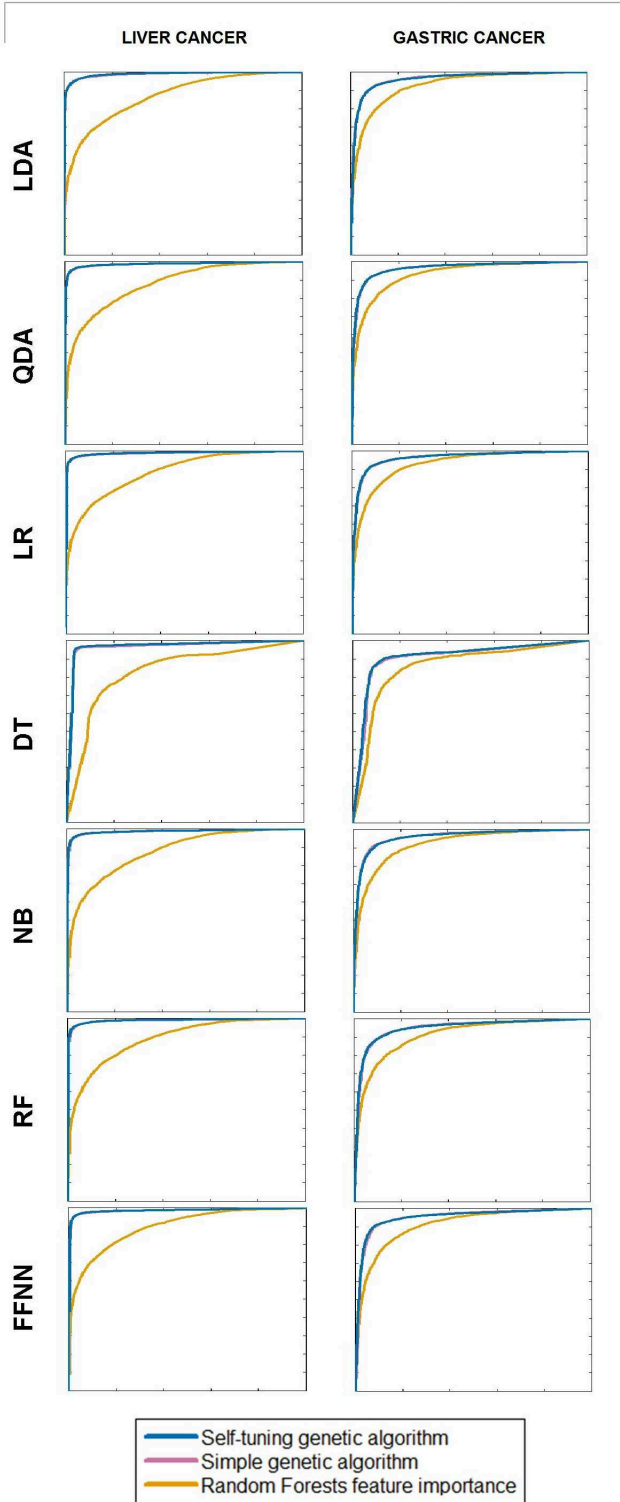 LIVER CANCER GASTRIC CANCER
LDA
QDA
LR
DT
NB
RF
FFNN
Self-tuning genetic algorithm
Simple genetic algorithm
Random Forests feature importance